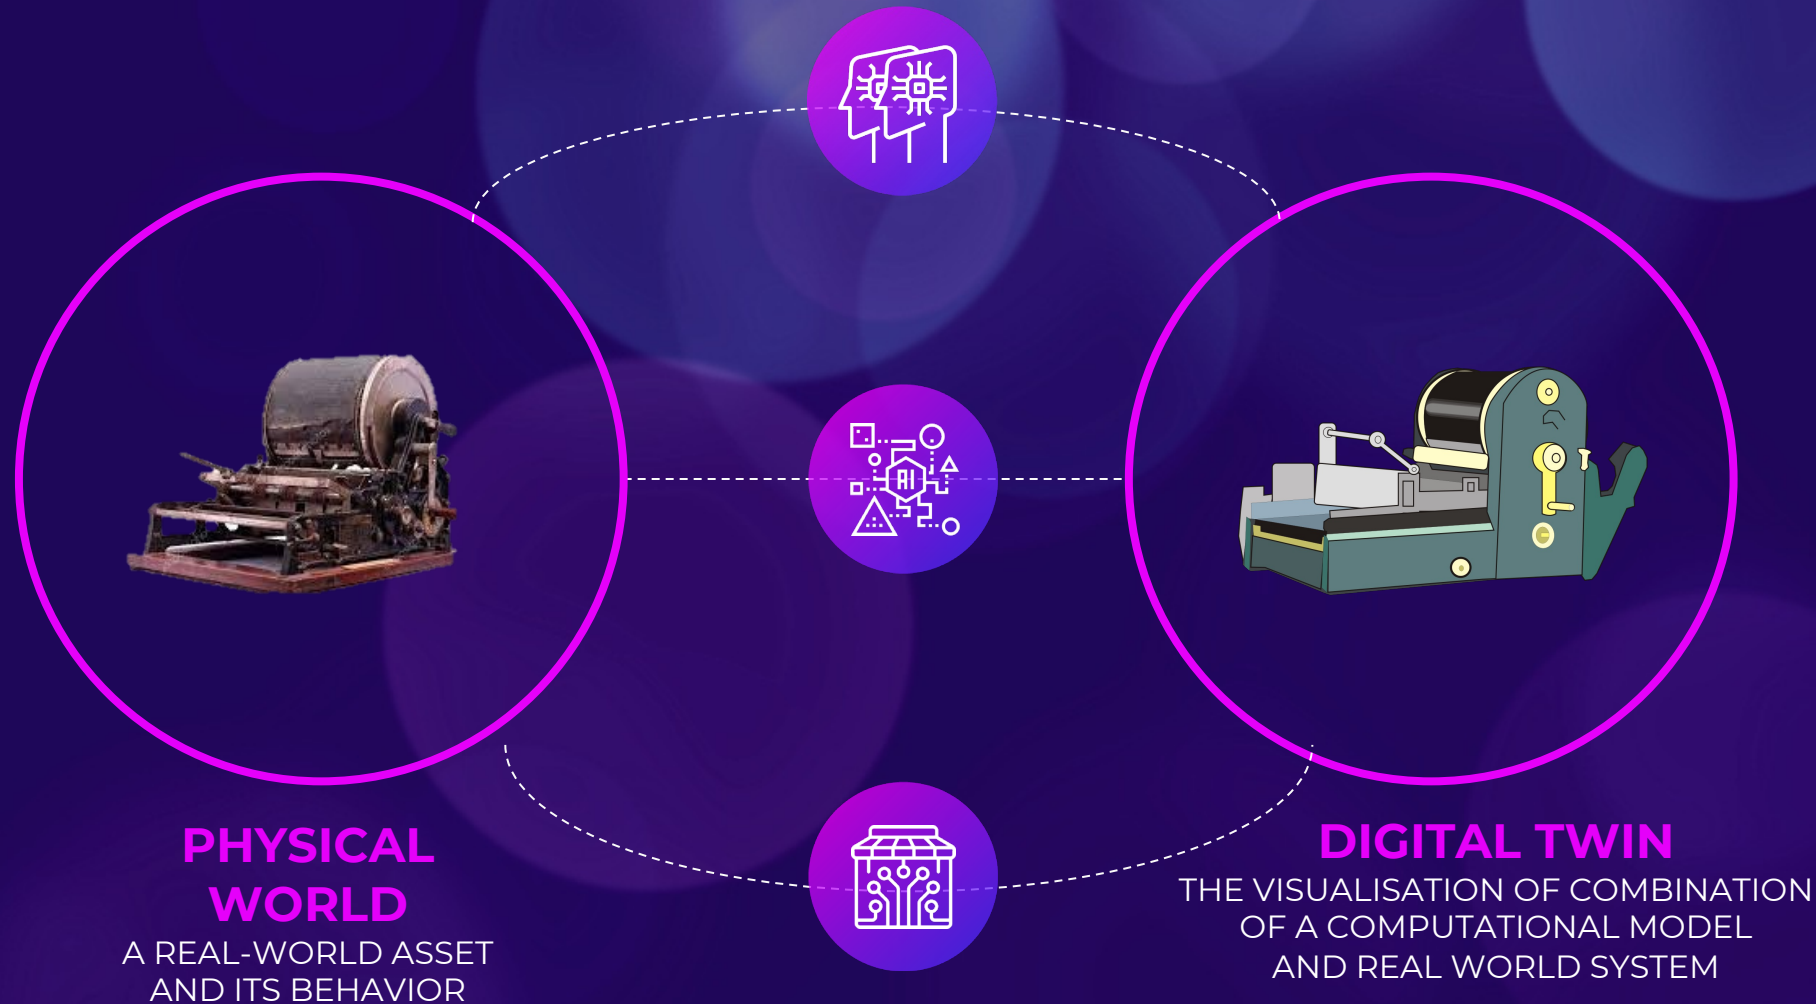 AI
PHYSICAL
WORLD
A REAL-WORLD ASSET
AND ITS BEHAVIOR
DIGITAL TWIN
THE VISUALISATION OF COMBINATION
OF A COMPUTATIONAL MODEL
AND REAL WORLD SYSTEM